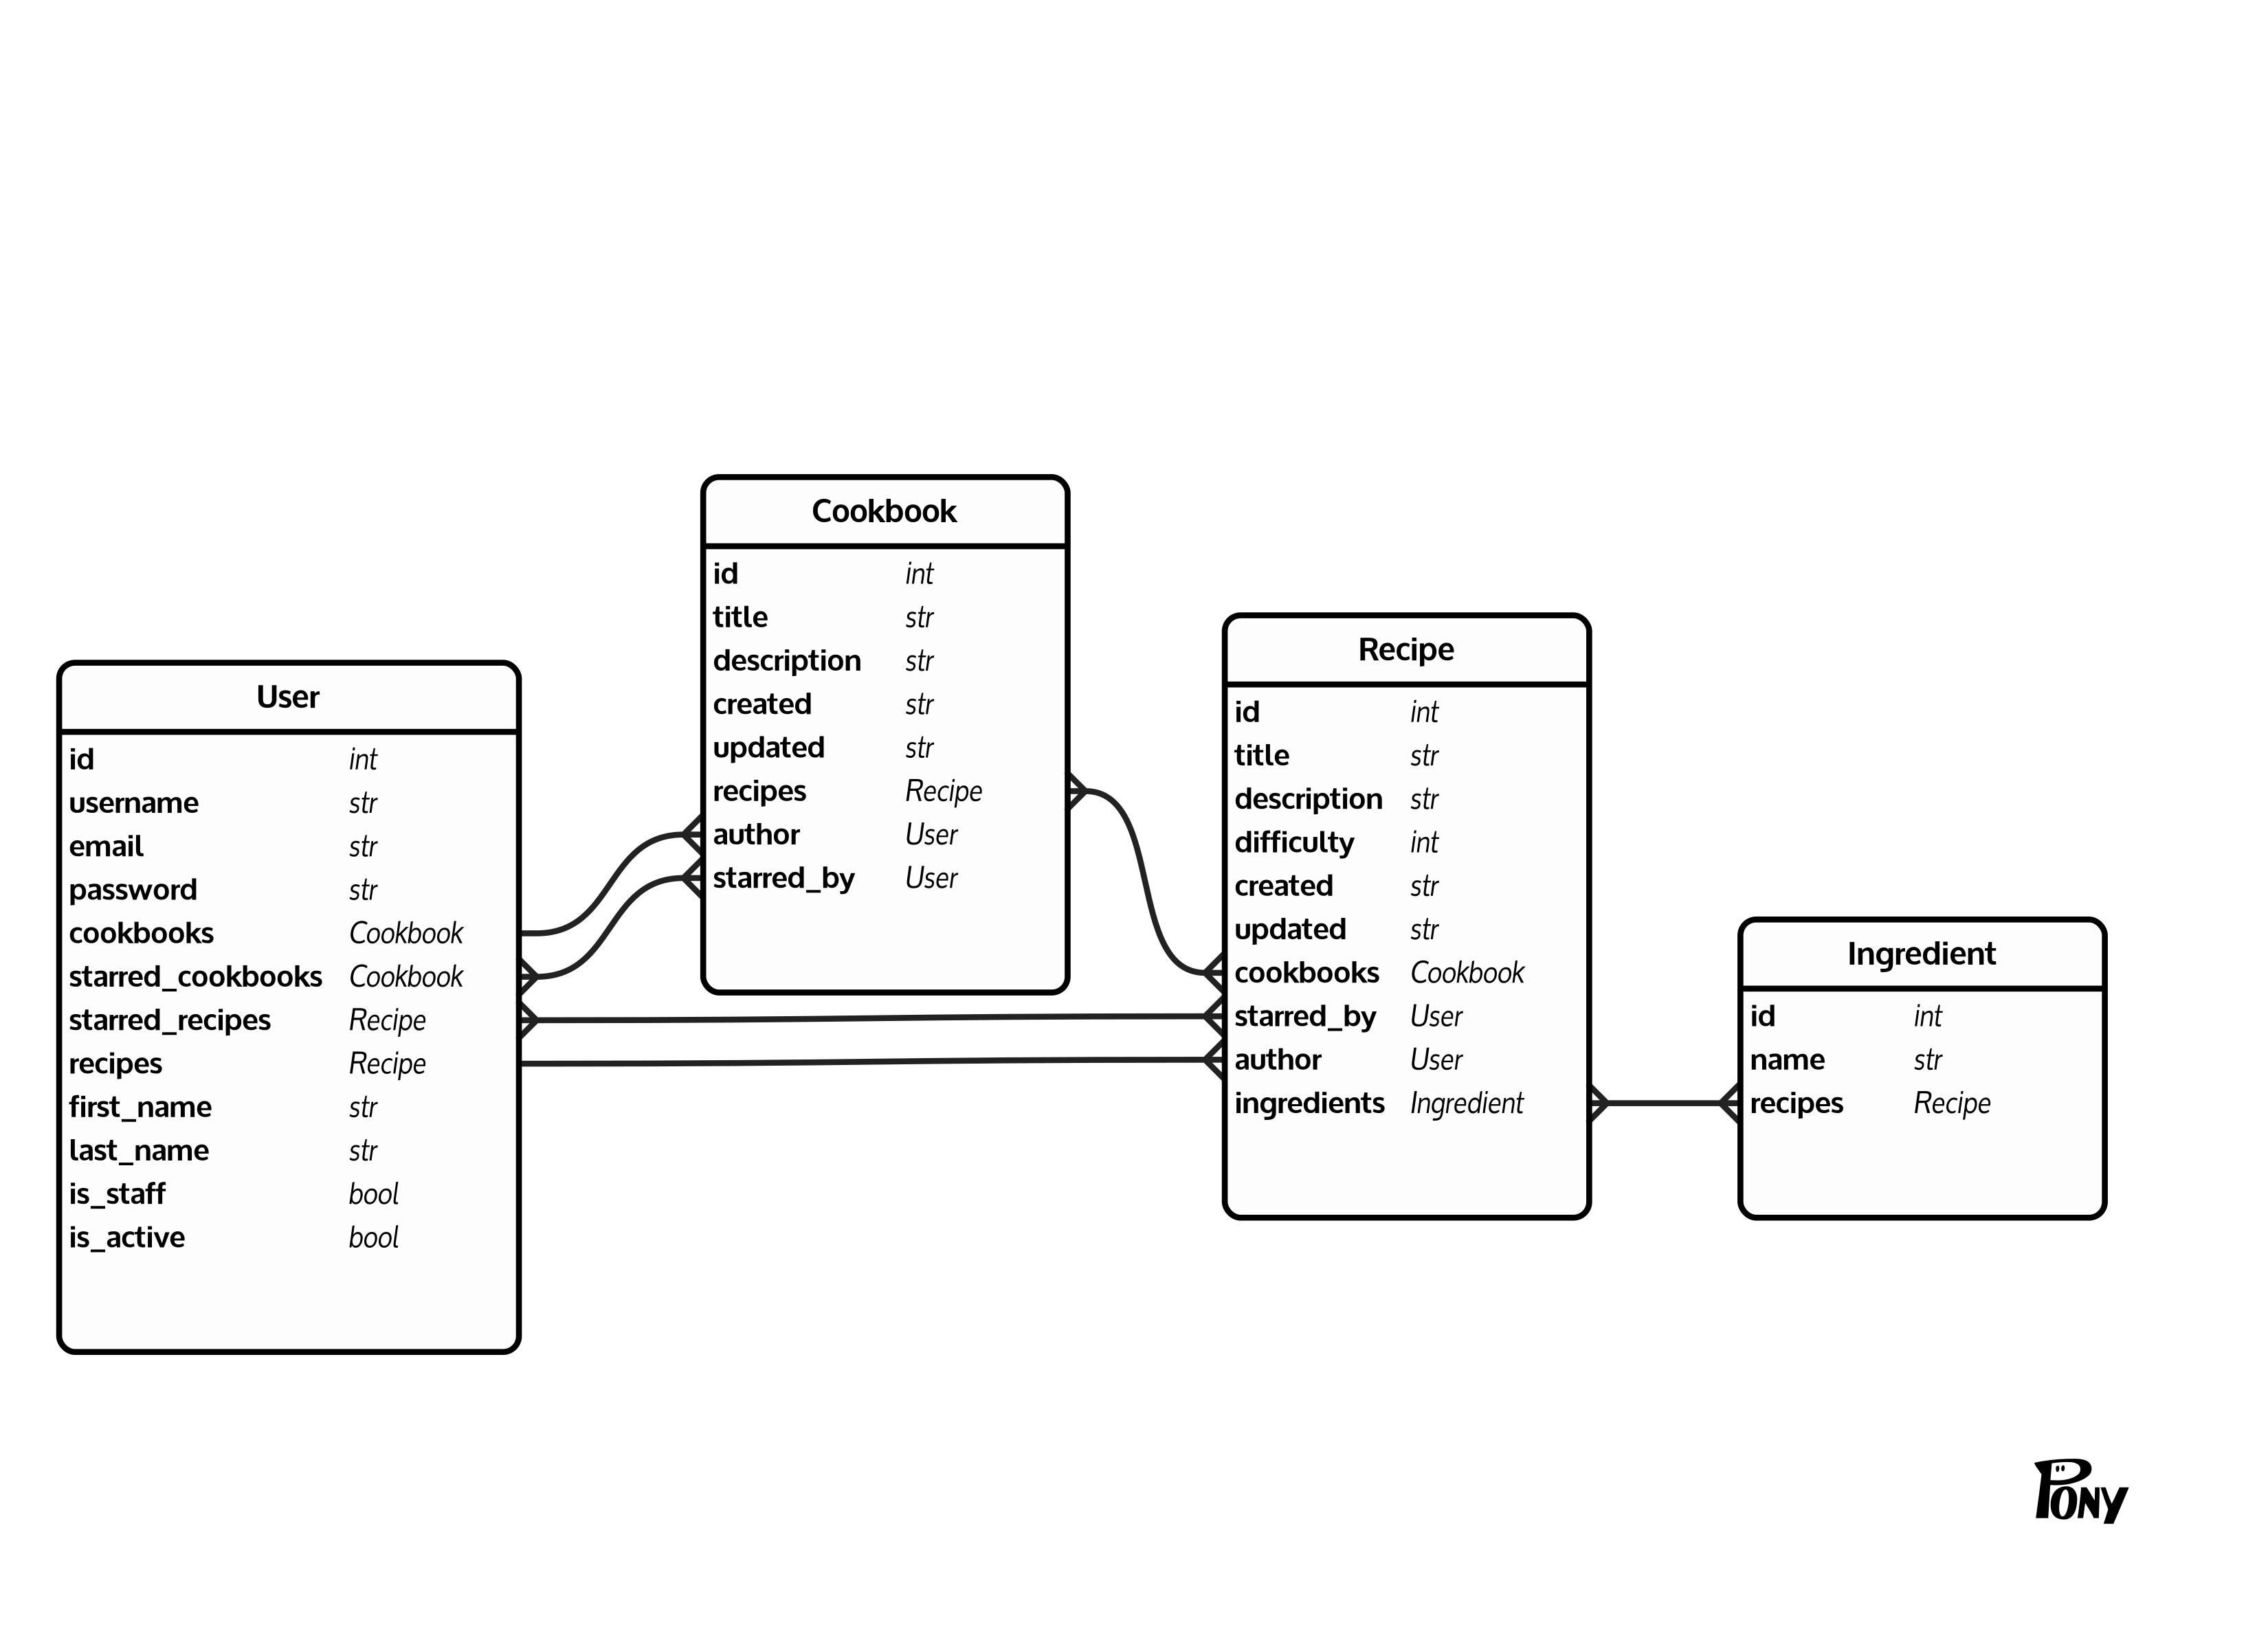 User
id int
username str
email str
password str
cookbooks Cookbook
starred_cookbooks Cookbook
starred_recipes Recipe
recipes Recipe
first_name str
last_name str
is_staff bool
is_active bool
Cookbook
id int
title str
description str
created str
updated str
recipes Recipe
author User
starred_by User
Recipe
id int
title str
description str
difficulty int
created str
updated str
cookbooks Cookbook
starred_by User
author User
ingredients Ingredient
Ingredient
id int
name str
recipes Recipe
PONY